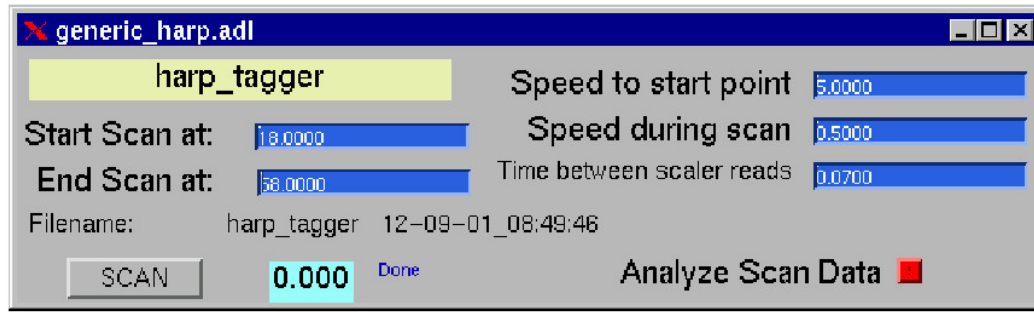 generic_harp.adl
harp_tagger
Speed to start point 5.0000
Start Scan at: 18.0000
Speed during scan 0.5000
End Scan at: 58.0000
Time between scaler reads 0.0700
Filename: harp_tagger 12-09-01_08:49:46
SCAN 0.000 Done Analyze Scan Data !